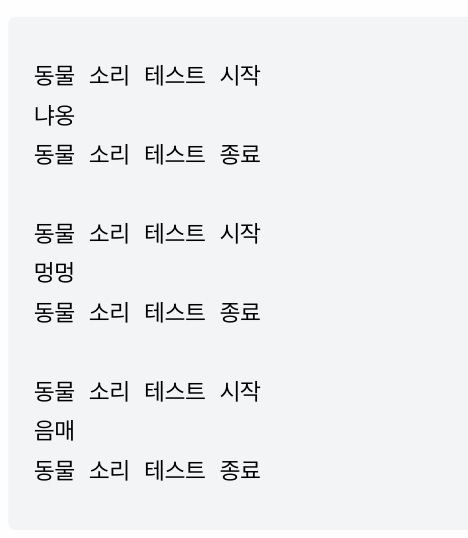 동물 소리 테스트 시작
냐옹
동물 소리 테스트 종료
동물 소리 테스트 시작
멍멍
동물 소리 테스트 종료
동물 소리 테스트 시작
음매
동물 소리 테스트 종료